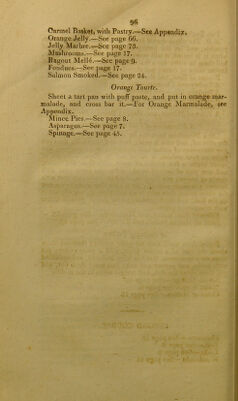 96
Carmel Basket, with Pastry.—See Appendix.
Orange Jelly.—See page 66.
Jelly Marbre.—See page 73.
Mushrooms.—See page 17.
Ragout Mellé.—See page 9.
Fondues.—See page 17.
Salmon Smoked.—See page 24.
Orange Tourte.
Sheet a tart pan with puff paste, and put in orange mar-
malade, and cross bar it.—For Orange Marmalade, see
Appendix.
Mince Pies.—See page 8.
Asparagus.—See page 7.
Spinage.—See page 45.